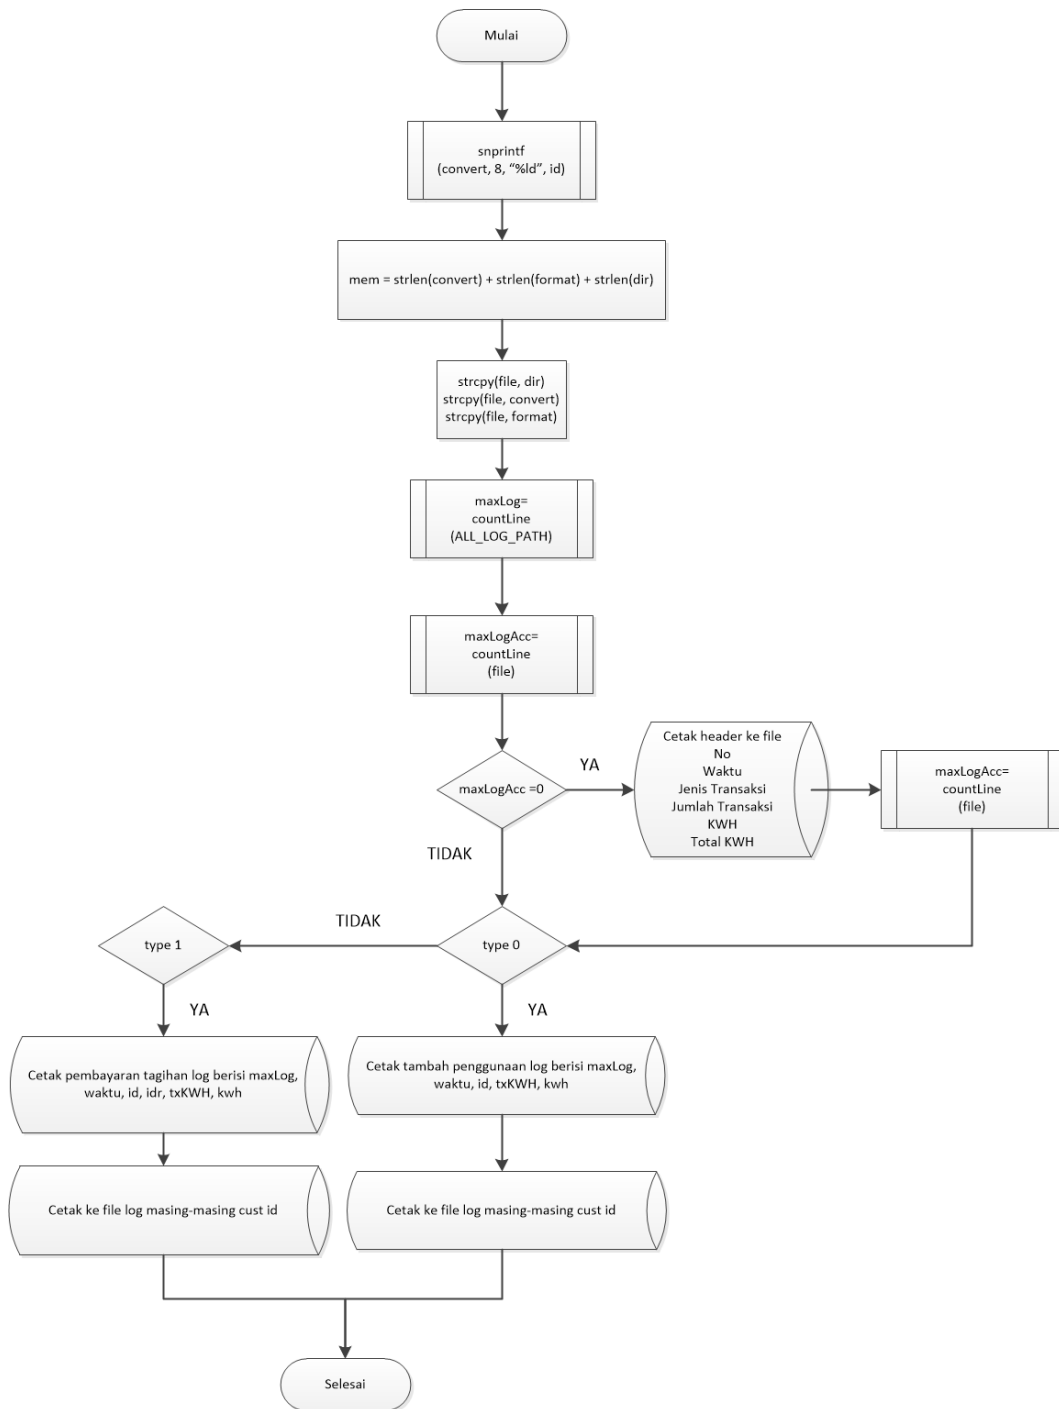 Mulai
snprintf
(convert, 8, “%ld”, id)
mem = strlen(convert) + strlen(format) + strlen(dir)
strcpy(file, dir)
strcpy(file, convert)
strcpy(file, format)
maxLog=
countLine
(ALL_LOG_PATH)
maxLogAcc=
countLine
(file)
maxLogAcc =0
YA
Cetak header ke file
No
Waktu
Jenis Transaksi
Jumlah Transaksi
KWH
Total KWH
maxLogAcc=
countLine
(file)
TIDAK
type 0
TIDAK
type 1
YA
YA
Cetak pembayaran tagihan log berisi maxLog,
waktu, id, idr, txKWH, kwh
Cetak tambah penggunaan log berisi maxLog,
waktu, id, txKWH, kwh
Cetak ke file log masing-masing cust id
Cetak ke file log masing-masing cust id
Selesai